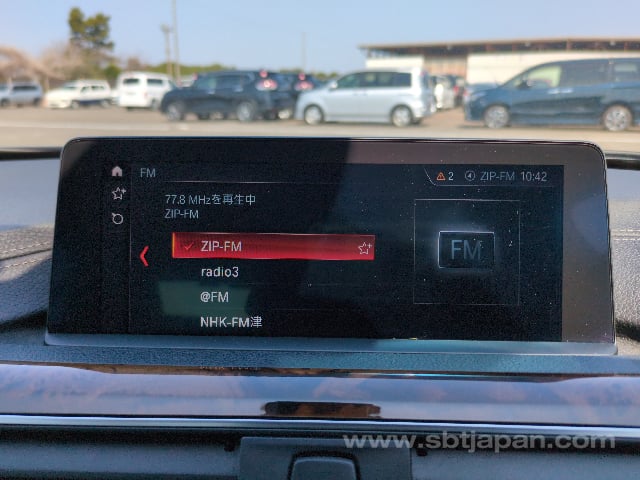 FM
2 ZIP-FM 10:42
77.8 MHzを再生中
ZIP-FM
ZIP-FM
radio3
@FM
NHK-FM津
FM
www.sbtjapan.com